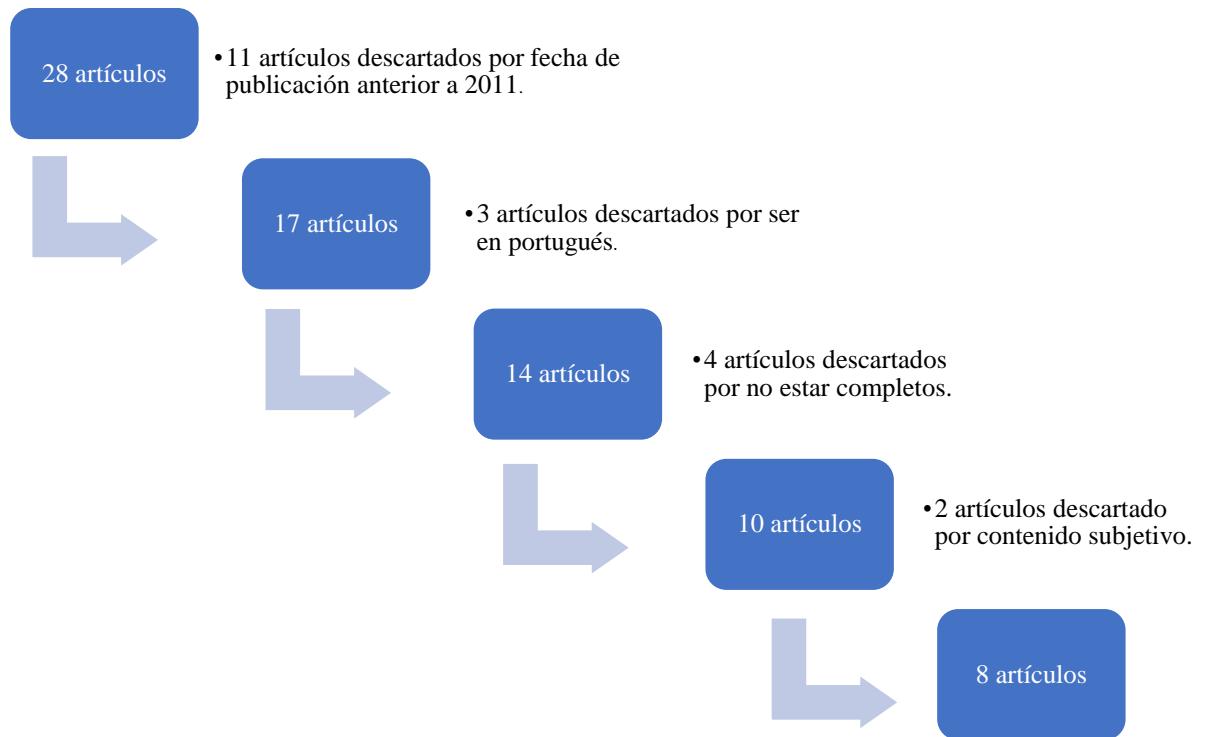 28 artículos
•11 artículos descartados por fecha de
publicación anterior a 2011.
17 artículos
•3 artículos descartados por ser
en portugués.
14 artículos
•4 artículos descartados
por no estar completos.
10 artículos
•2 artículos descartado
por contenido subjetivo.
8 artículos